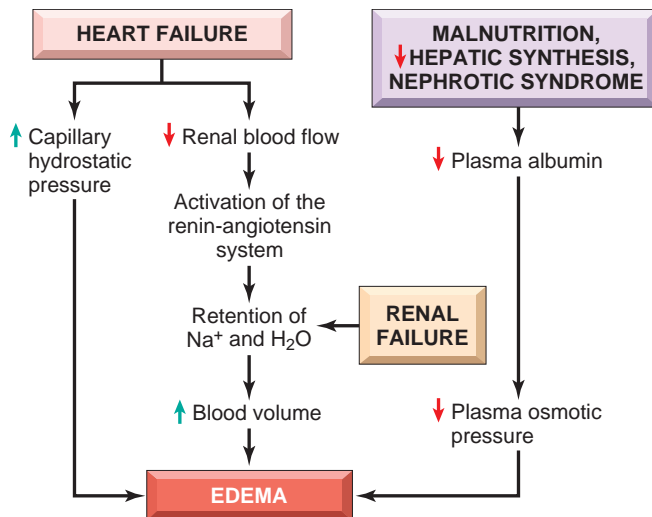 HEART FAILURE
MALNUTRITION,
↓ HEPATIC SYNTHESIS,
NEPHROTIC SYNDROME
↑ Capillary
hydrostatic
pressure
↓ Renal blood flow
Activation of the
renin-angiotensin
system
Retention of
Na⁺ and H₂O
RENAL
FAILURE
↑ Blood volume
↓ Plasma albumin
↓ Plasma osmotic
pressure
EDEMA